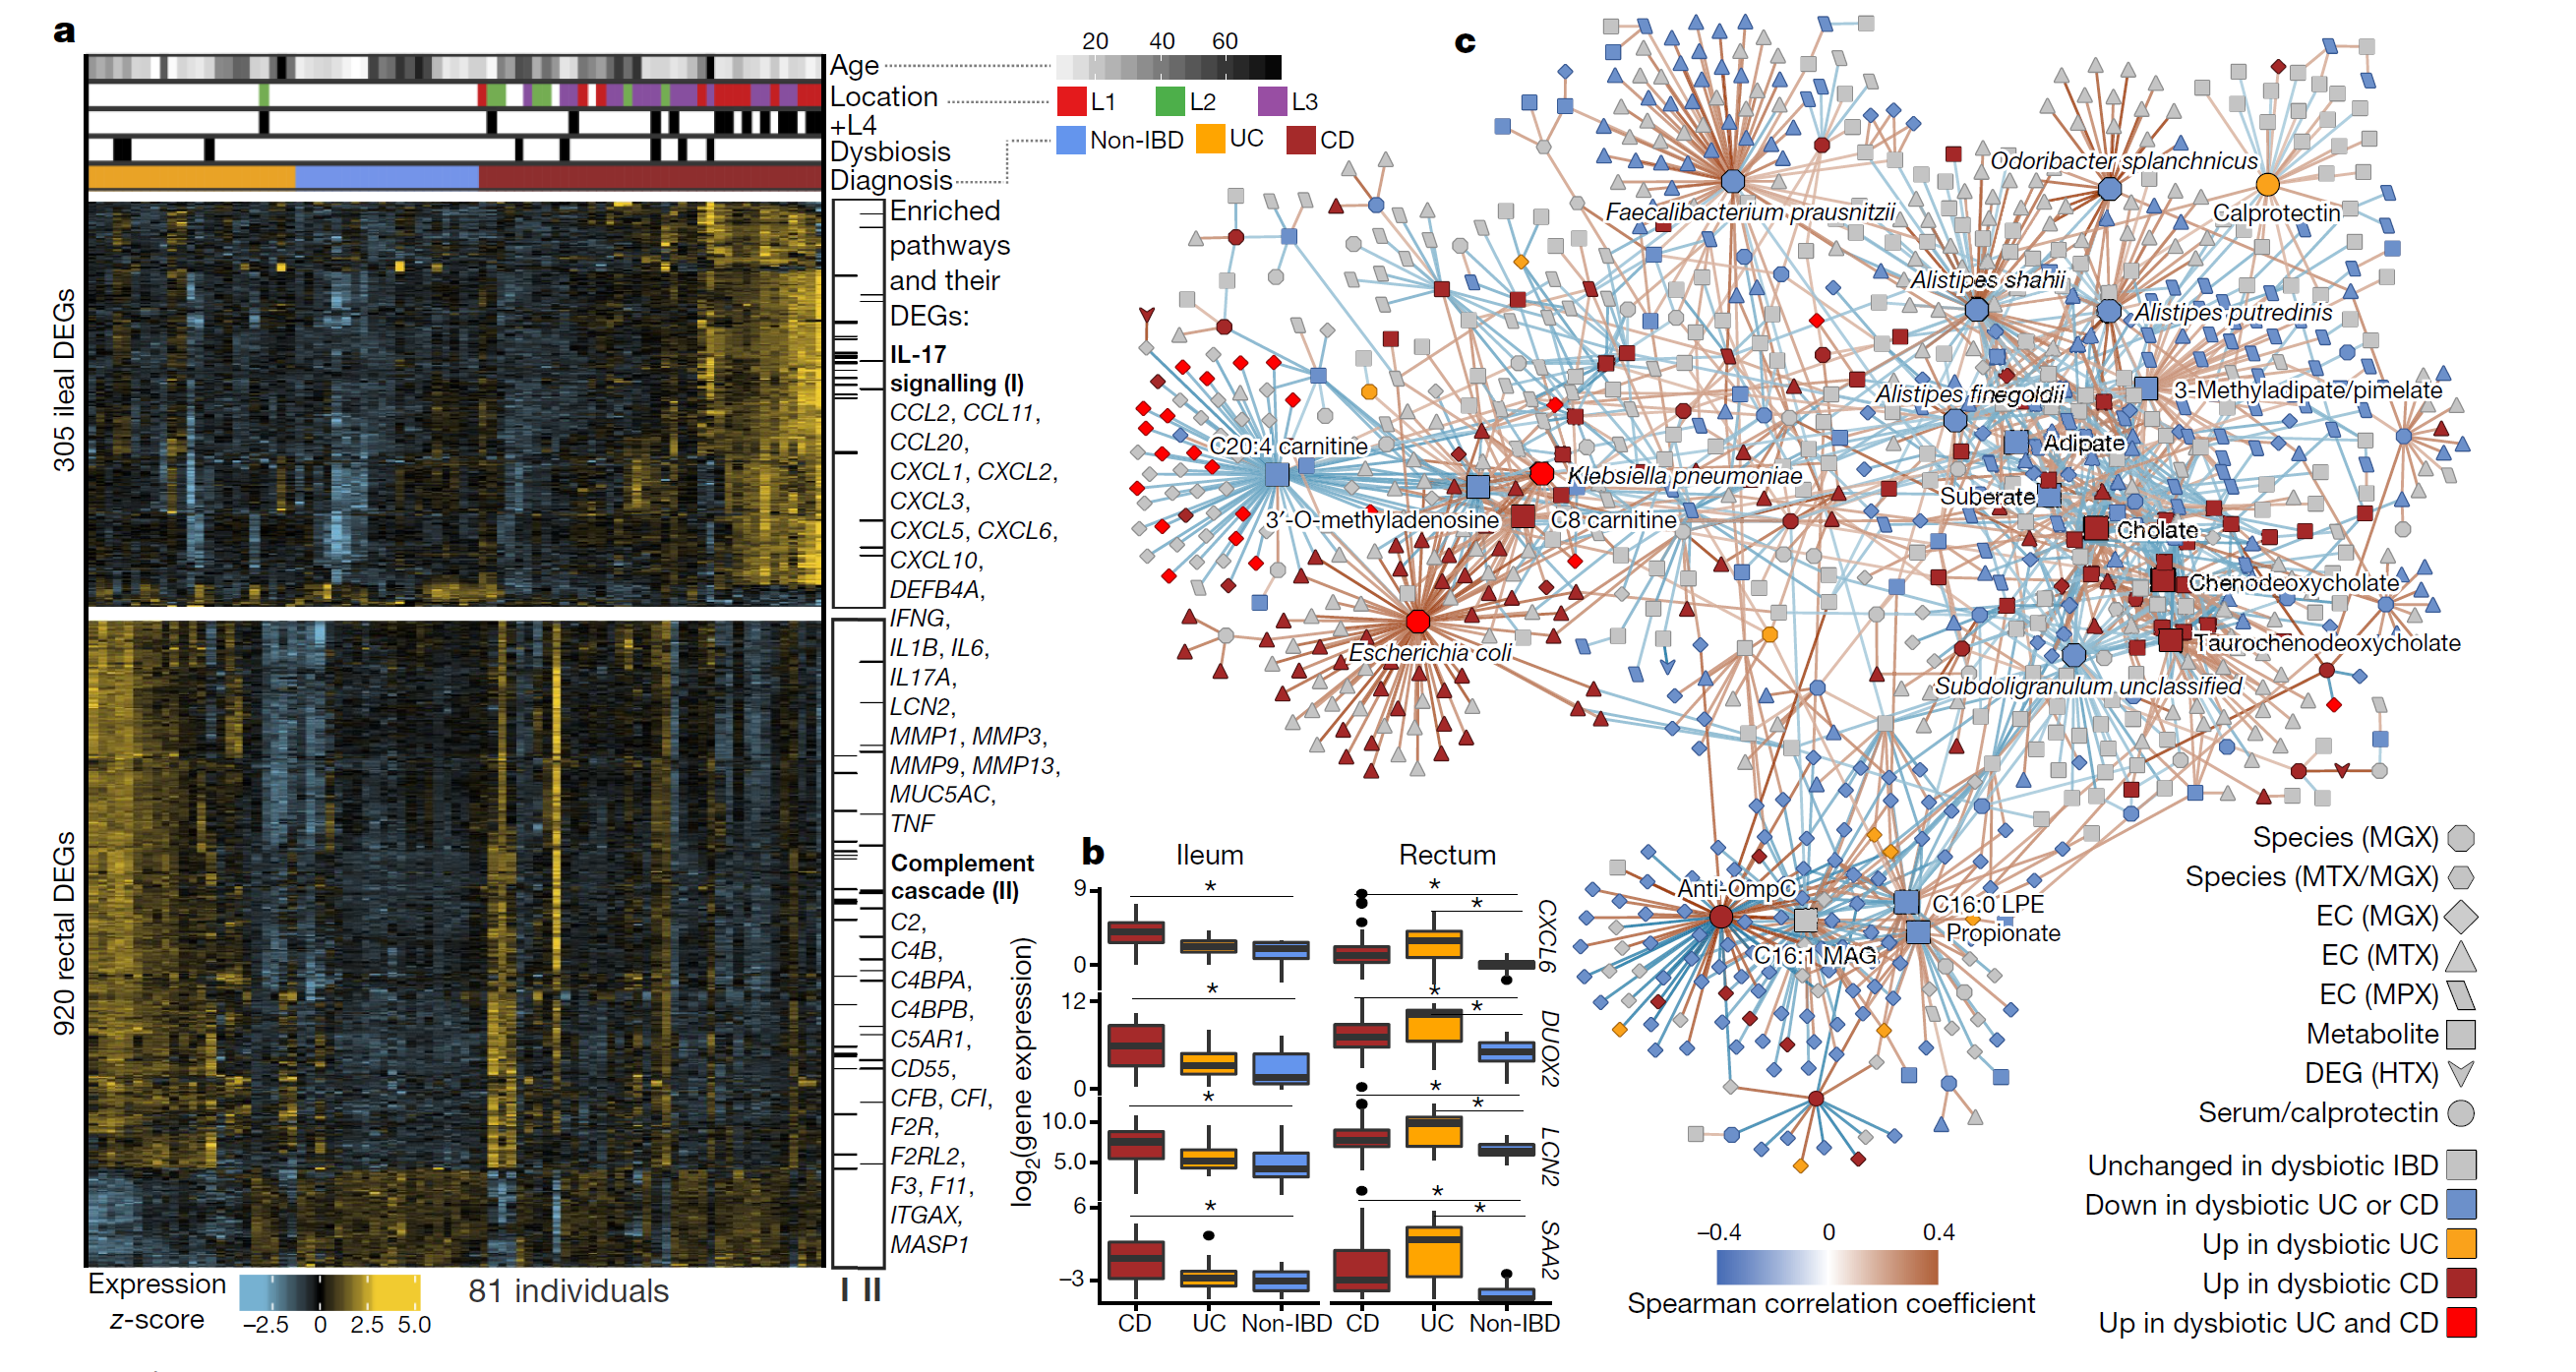 a
Age
Location
+L4
Dysbiosis
Diagnosis
20 40 60
L1 L2 L3
Non-IBD UC CD
305 ileal DEGs
920 rectal DEGs
Enriched
pathways
and their
DEGs:
IL-17
signalling (I)
CCL2, CCL11,
CCL20,
CXCL1, CXCL2,
CXCL3,
CXCL5, CXCL6,
CXCL10,
DEFB4A,
IFNG,
IL1B, IL6,
IL17A,
LCN2,
MMP1, MMP3,
MMP9, MMP13,
MUC5AC,
TNF
Complement
cascade (II)
C2,
C4B,
C4BPA,
C4BPB,
C5AR1,
CD55,
CFB, CFI,
F2R,
F2RL2,
F3, F11,
ITGAX,
MASP1
Expression
z-score
−2.5 0 2.5 5.0
81 individuals
I II
b
Ileum Rectum
log2(gene expression)
9
0
12
0
10.0
5.0
6
−3
* * *
* * *
* * *
* * *
CXCL6
DUOX2
LCN2
SAA2
CD UC Non-IBD CD UC Non-IBD
c
Faecalibacterium prausnitzii
Odoribacter splanchnicus
Calprotectin
Alistipes shahii
Alistipes putredinis
Alistipes finegoldii
3-Methyladipate/pimelate
Adipate
C20:4 carnitine
Klebsiella pneumoniae
Suberate
3′-O-methyladenosine
C8 carnitine
Cholate
Chenodeoxycholate
Escherichia coli
Taurochenodeoxycholate
Subdoligranulum unclassified
Anti-OmpC
C16:0 LPE
Propionate
C16:1 MAG
Species (MGX)
Species (MTX/MGX)
EC (MGX)
EC (MTX)
EC (MPX)
Metabolite
DEG (HTX)
Serum/calprotectin
Unchanged in dysbiotic IBD
Down in dysbiotic UC or CD
Up in dysbiotic UC
Up in dysbiotic CD
Up in dysbiotic UC and CD
−0.4 0 0.4
Spearman correlation coefficient